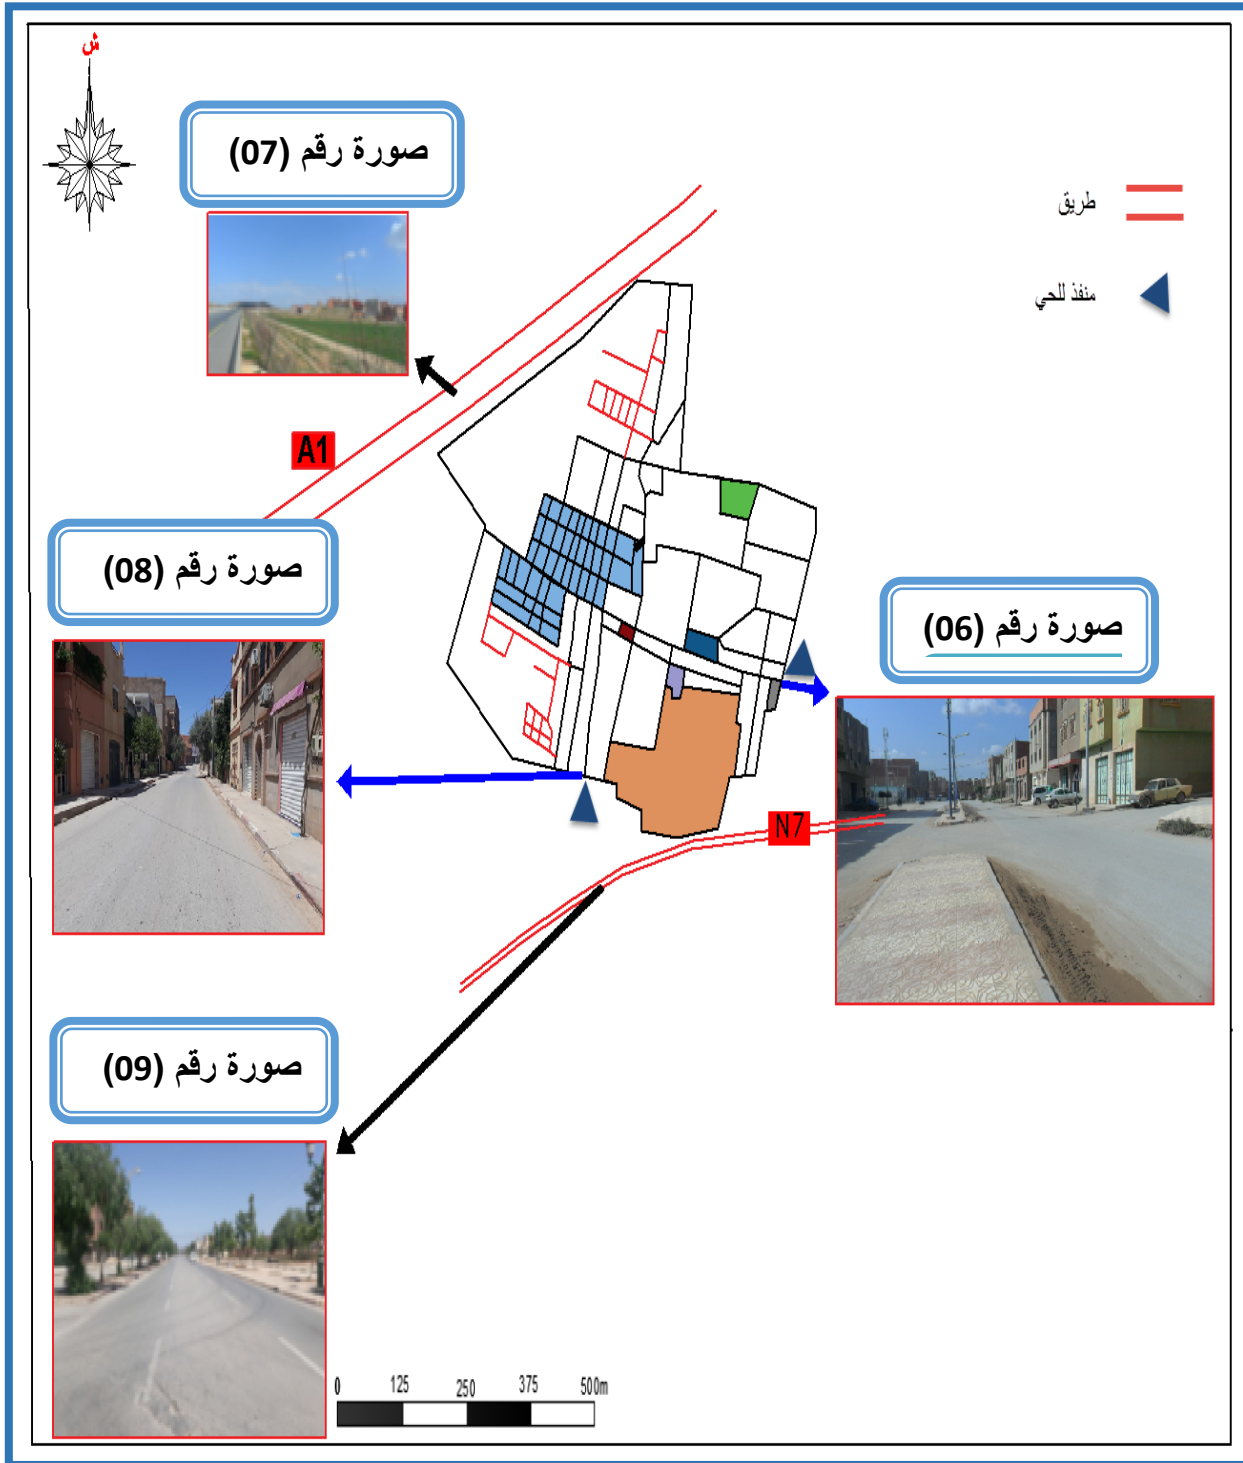 ش
صورة رقم (07)
طريق
منفذ للحي
A1
صورة رقم (08)
صورة رقم (06)
N7
صورة رقم (09)
0 125 250 375 500m